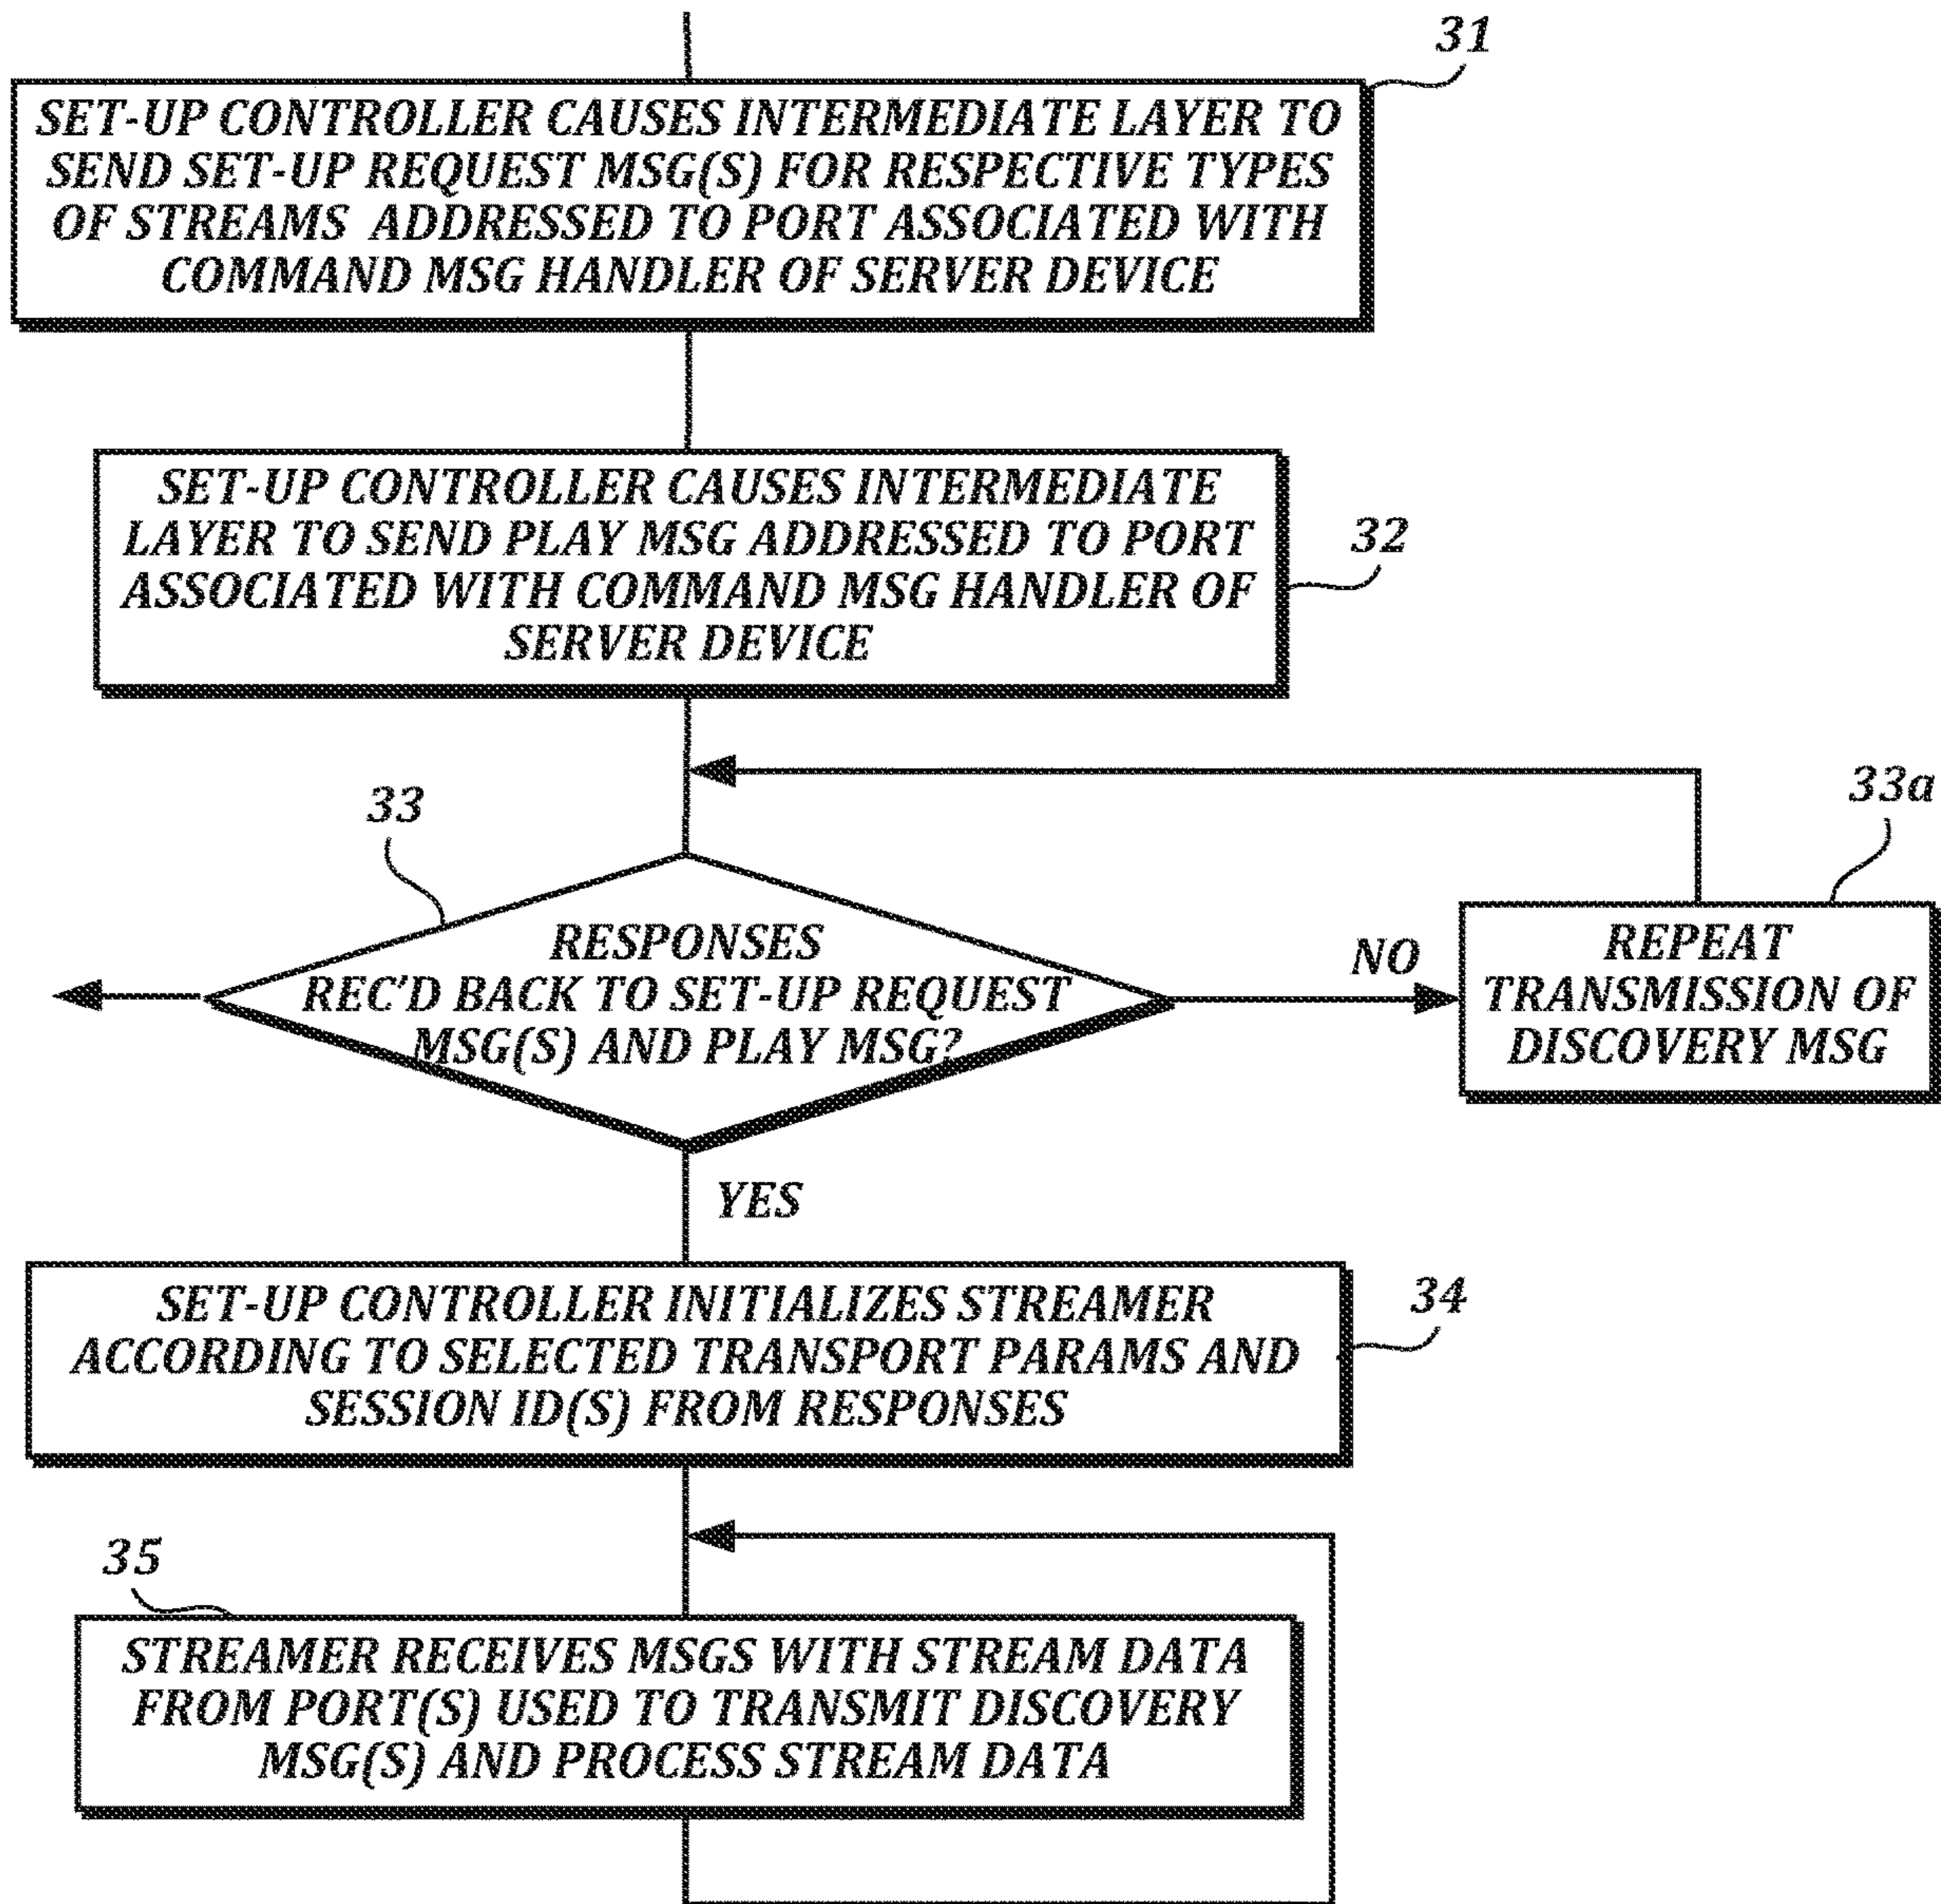 31
SET-UP CONTROLLER CAUSES INTERMEDIATE LAYER TO
SEND SET-UP REQUEST MSG(S) FOR RESPECTIVE TYPES
OF STREAMS ADDRESSED TO PORT ASSOCIATED WITH
COMMAND MSG HANDLER OF SERVER DEVICE
SET-UP CONTROLLER CAUSES INTERMEDIATE
LAYER TO SEND PLAY MSG ADDRESSED TO PORT
ASSOCIATED WITH COMMAND MSG HANDLER OF
SERVER DEVICE
32
33
33a
RESPONSES
REC'D BACK TO SET-UP REQUEST
MSG(S) AND PLAY MSG?
NO
REPEAT
TRANSMISSION OF
DISCOVERY MSG
YES
SET-UP CONTROLLER INITIALIZES STREAMER
ACCORDING TO SELECTED TRANSPORT PARAMS AND
SESSION ID(S) FROM RESPONSES
34
35
STREAMER RECEIVES MSGS WITH STREAM DATA
FROM PORT(S) USED TO TRANSMIT DISCOVERY
MSG(S) AND PROCESS STREAM DATA